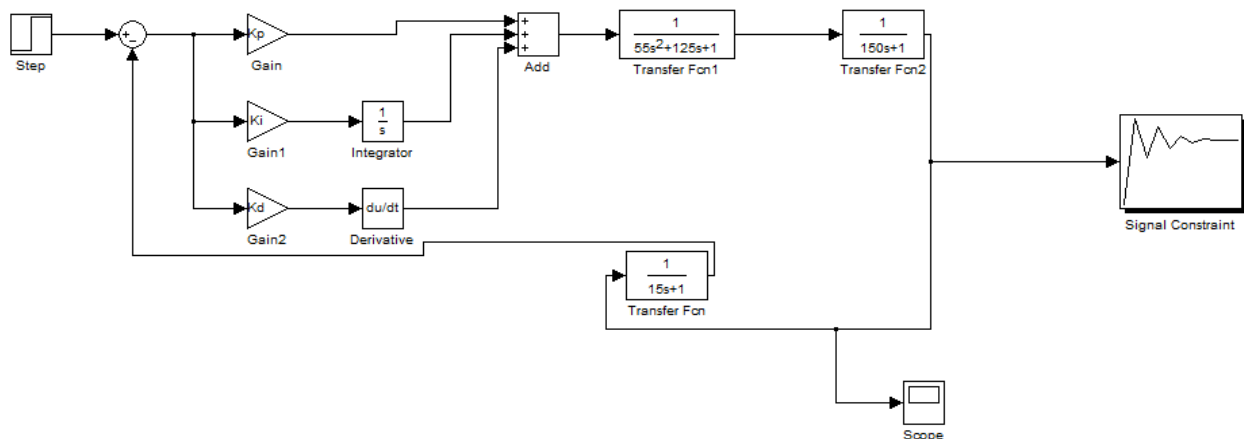 Step
+
−
Kp
Gain
+
+
+
Add
1
55s²+125s+1
Transfer Fcn1
1
150s+1
Transfer Fcn2
Ki
Gain1
1
s
Integrator
Signal Constraint
Kd
Gain2
du/dt
Derivative
1
15s+1
Transfer Fcn
Scope